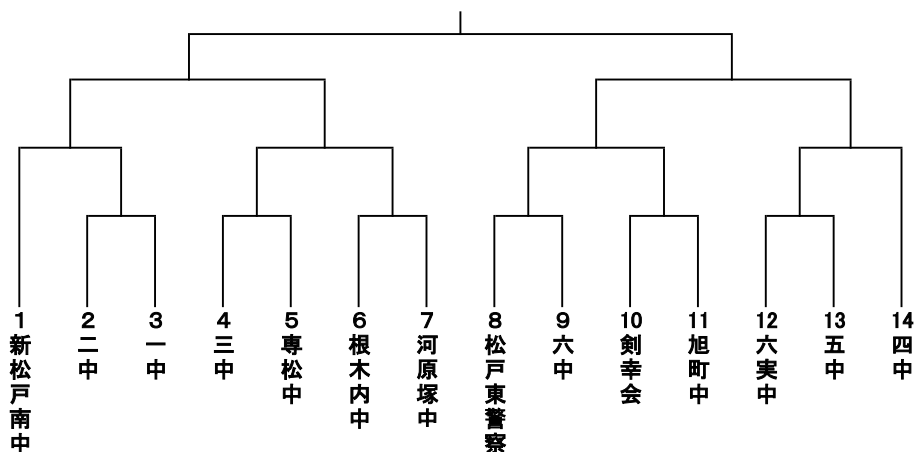 1 新松戸南中
2 二中
3 一中
4 三中
5 専松中
6 根木内中
7 河原塚中
8 松戸東警察
9 六中
10 剣幸会
11 旭町中
12 六実中
13 五中
14 四中